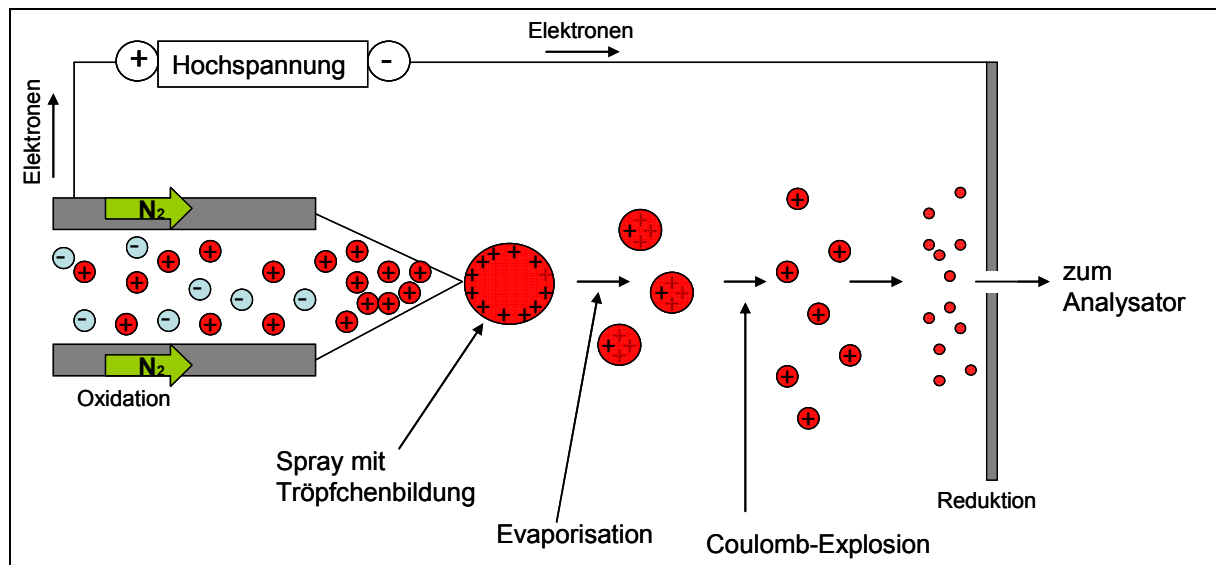 Elektronen
+ Hochspannung -
Elektronen
N2
- - + + + + + + + + + + - - - + + + + + + - + - + + +
N2
Oxidation
+ + + + + + + + + + + +
+ + + + +
+ + + + +
+ + + + +
+ + + + + + +
zum
Analysator
Spray mit
Tröpfchenbildung
Evaporisation
Coulomb-Explosion
Reduktion